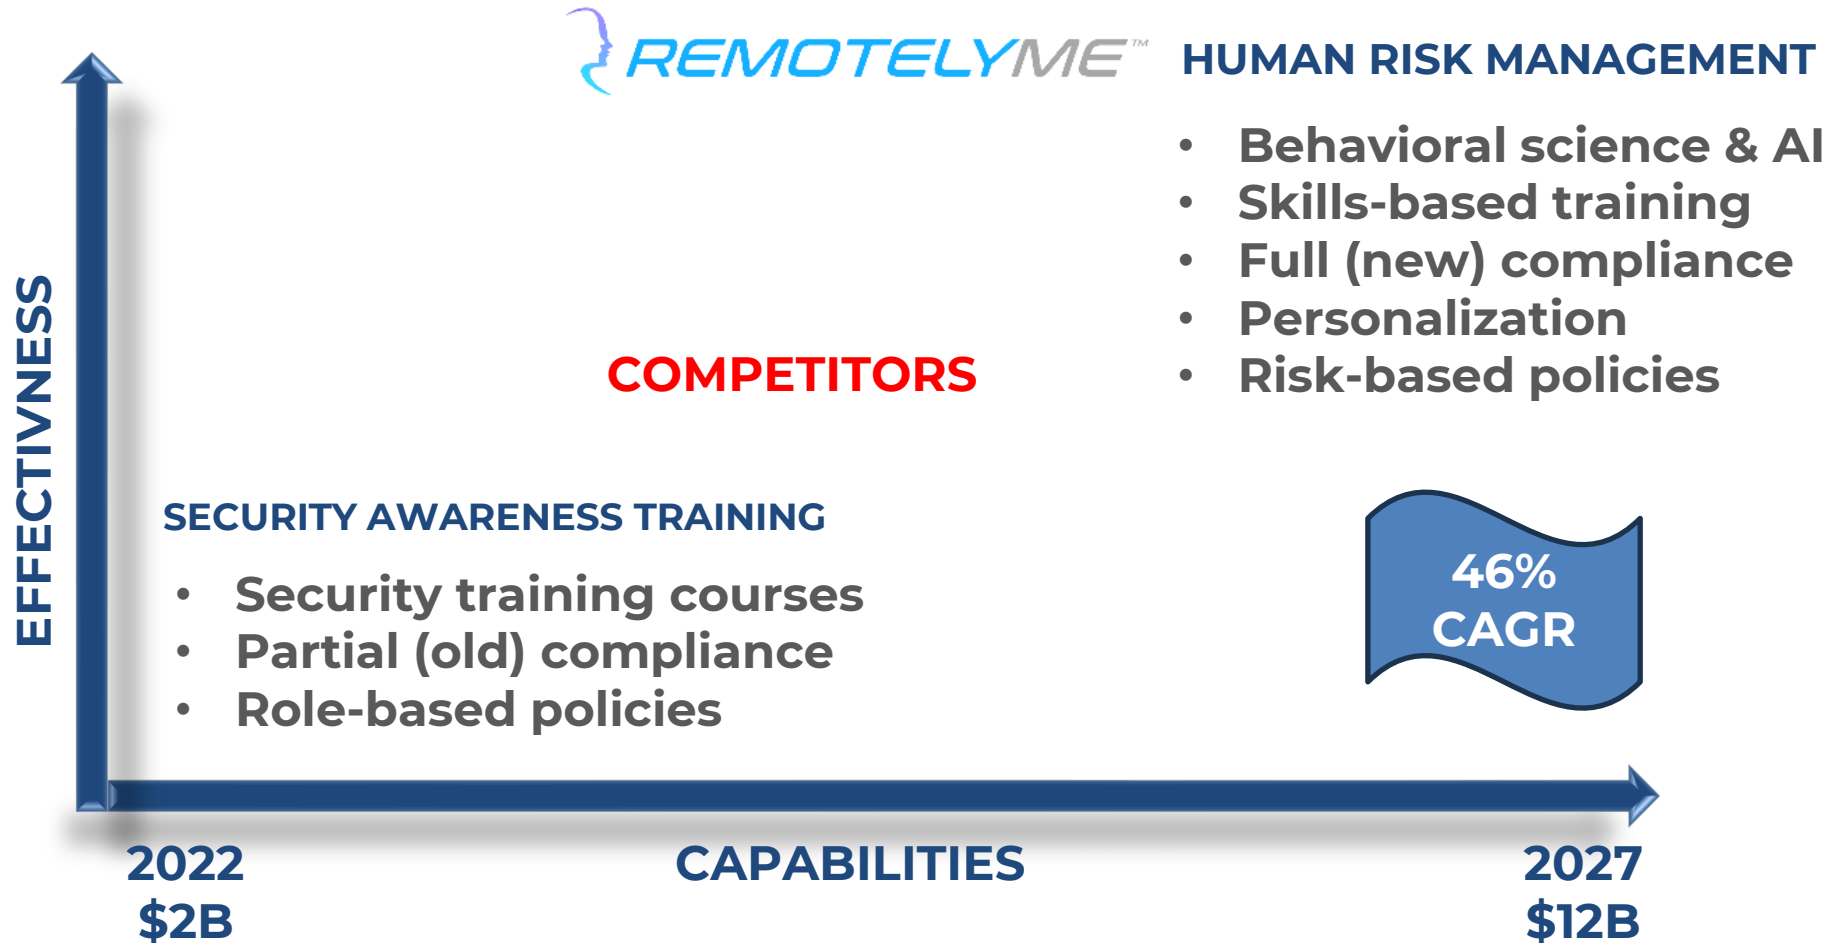 REMOTELYME™
HUMAN RISK MANAGEMENT
• Behavioral science & AI
• Skills-based training
• Full (new) compliance
• Personalization
• Risk-based policies
EFFECTIVNESS
COMPETITORS
SECURITY AWARENESS TRAINING
• Security training courses
• Partial (old) compliance
• Role-based policies
46%
CAGR
2022
$2B
CAPABILITIES
2027
$12B